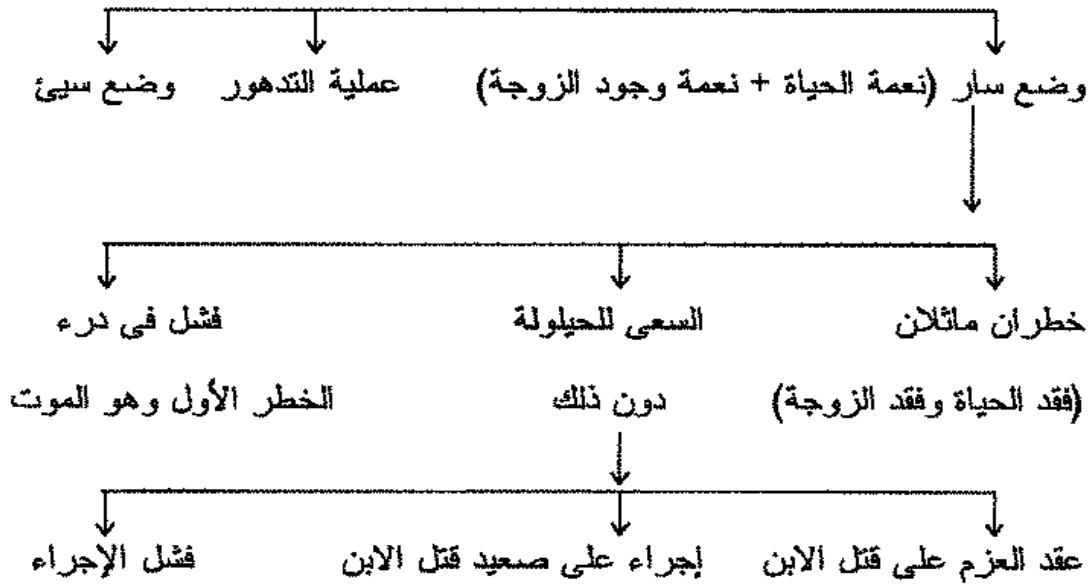 وضع سار (نعمة الحياة + نعمة وجود الزوجة) عملية التدهور وضع سيئ
خطران ماثلان السعى للحيلولة فشل فى درء
(فقد الحياة وفقد الزوجة) دون ذلك الخطر الأول وهو الموت
عقد العزم على قتل الابن إجراء على صعيد قتل الابن فشل الإجراء